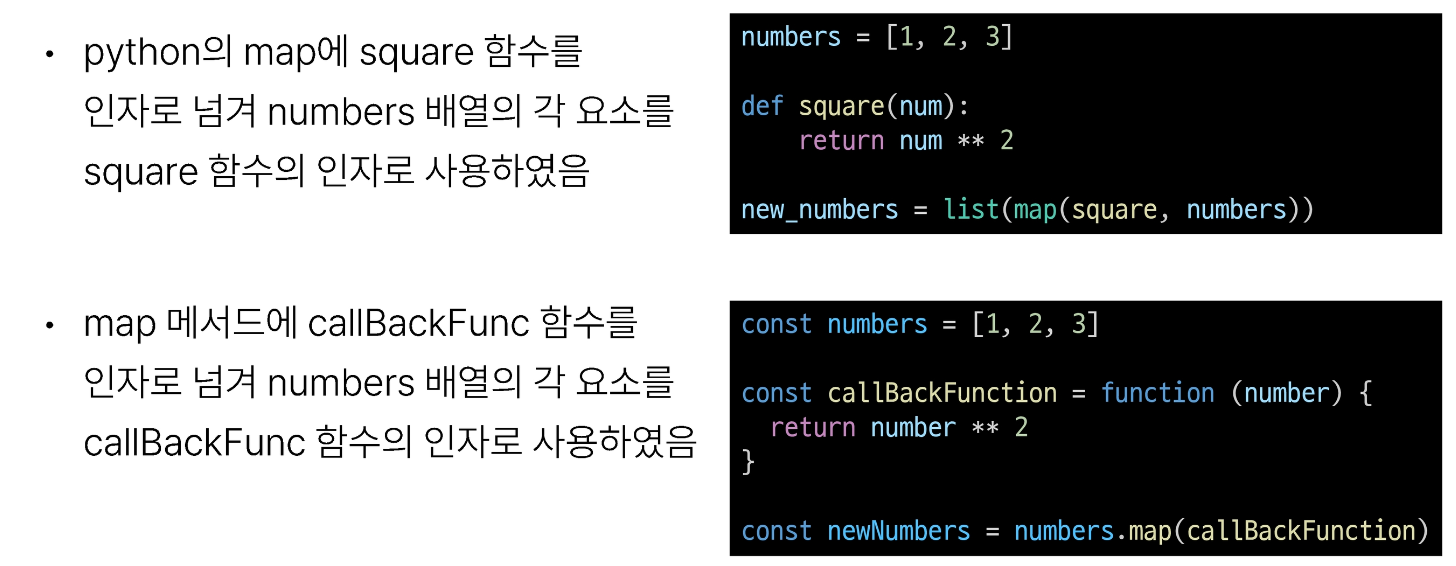 • python의 map에 square 함수를
인자로 넘겨 numbers 배열의 각 요소를
square 함수의 인자로 사용하였음
numbers = [1, 2, 3]
def square(num):
    return num ** 2
new_numbers = list(map(square, numbers))
• map 메서드에 callBackFunc 함수를
인자로 넘겨 numbers 배열의 각 요소를
callBackFunc 함수의 인자로 사용하였음
const numbers = [1, 2, 3]
const callBackFunction = function (number) {
  return number ** 2
}
const newNumbers = numbers.map(callBackFunction)